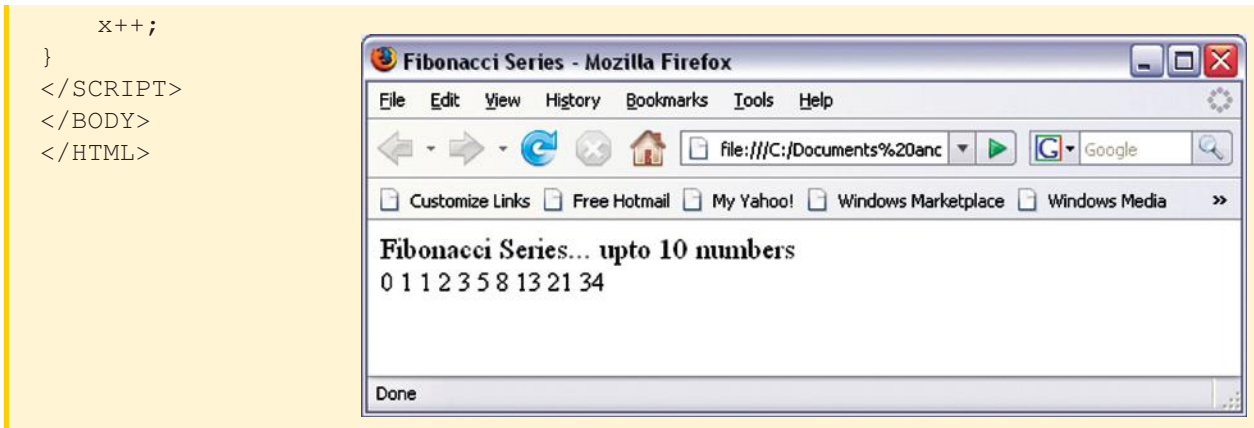 x++;
}
</SCRIPT>
</BODY>
</HTML>
Fibonacci Series - Mozilla Firefox
File Edit View History Bookmarks Tools Help
file:///C:/Documents%20anc G Google
Customize Links Free Hotmail My Yahoo! Windows Marketplace Windows Media »
Fibonacci Series... upto 10 numbers
0 1 1 2 3 5 8 13 21 34
Done